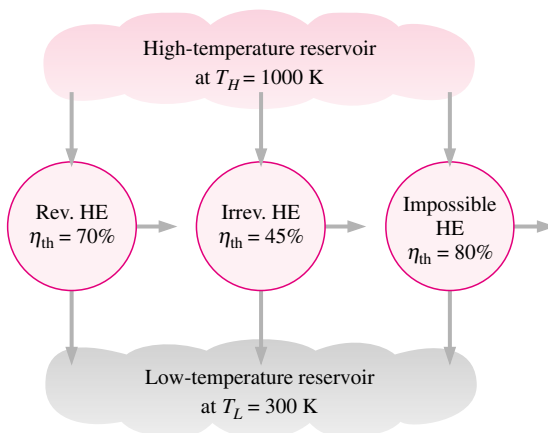 High-temperature reservoir
at T_H = 1000 K
Rev. HE
η_th = 70%
Irrev. HE
η_th = 45%
Impossible
HE
η_th = 80%
Low-temperature reservoir
at T_L = 300 K